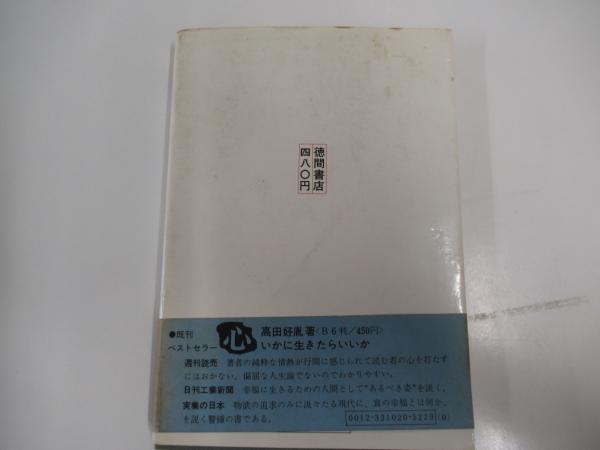 徳間書店
四八〇円
●既刊
ベストセラー
心
高田好胤著〈B6判/450円〉
いかに生きたらいいか
週刊読売 著者の純粋な情熱が行間に感じられて読む者の心を打たず
にはおかない。偏屈な人生論でないのでわかりやすい。
日刊工業新聞 幸福に生きるための人間として"あるべき姿"を説く。
実業の日本 物欲の追求のみに汲々たる現代に、真の幸福とは何か。
を説く警鐘の書である。
0012-321020-5229(0)